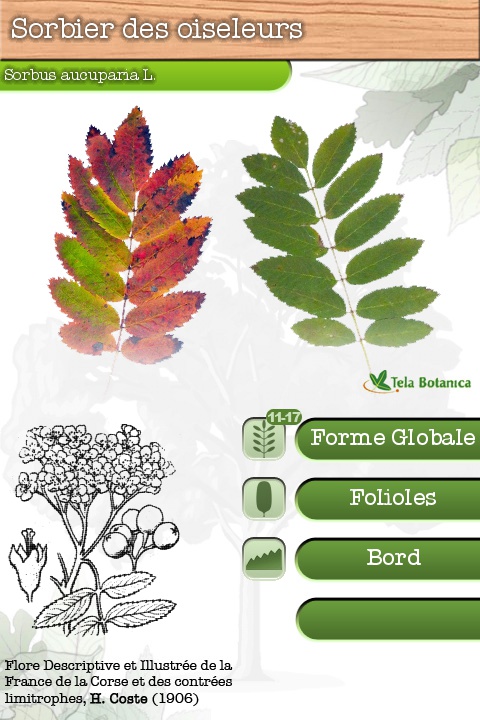 Sorbier des oiseleurs
Sorbus aucuparia L.
Tela Botanica
11-17
Forme Globale
Folioles
Bord
Flore Descriptive et Illustrée de la
France de la Corse et des contrées
limitrophes, H. Coste (1906)